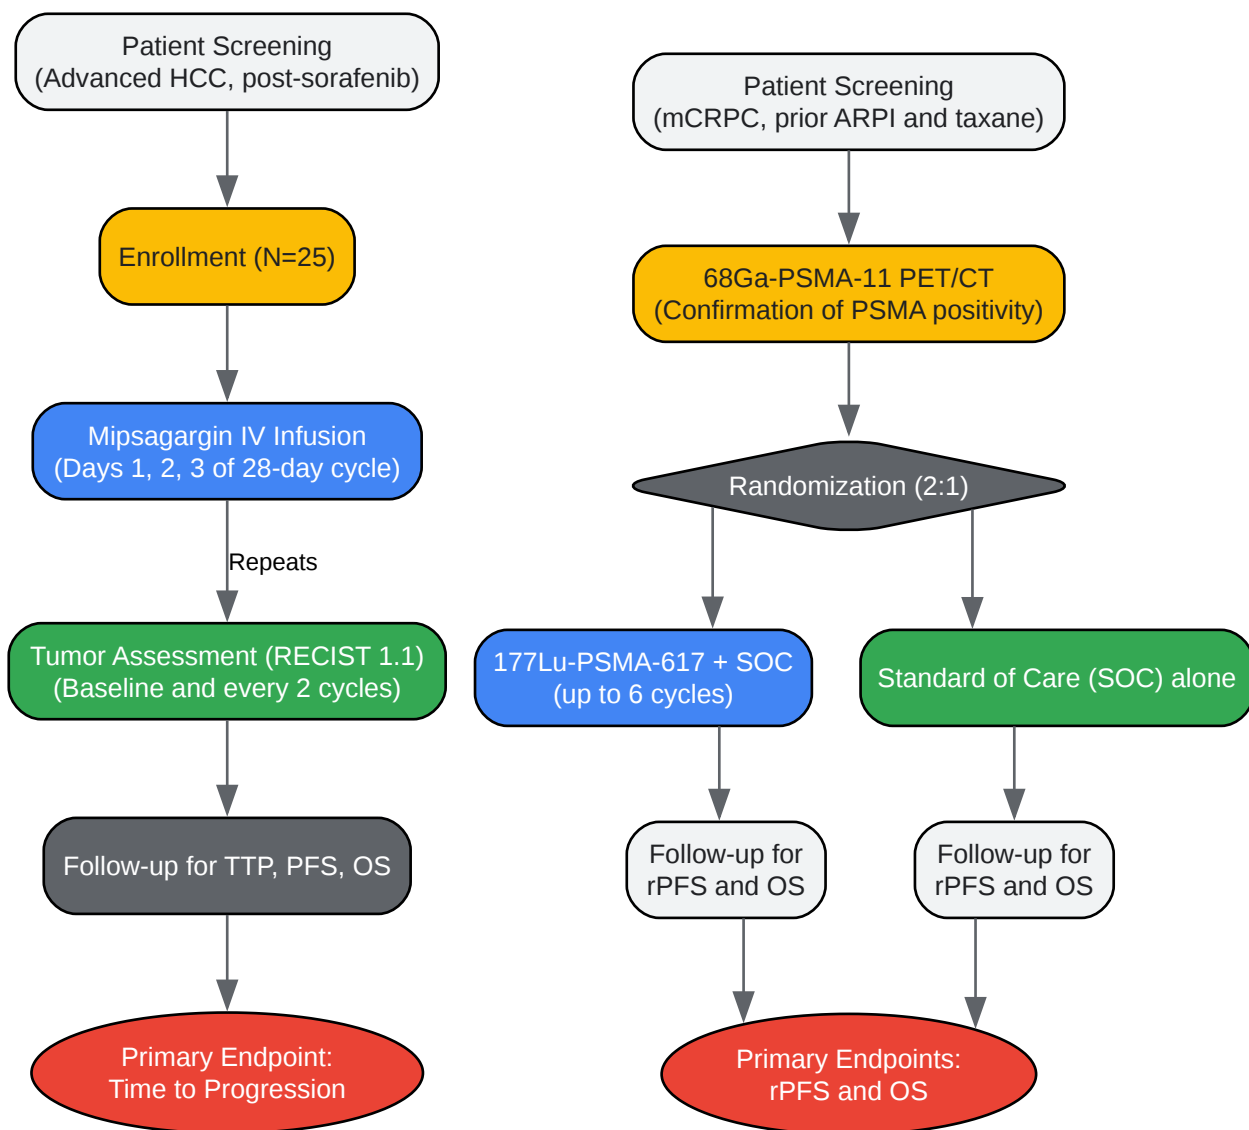 Patient Screening
(Advanced HCC, post-sorafenib)
Enrollment (N=25)
Mipsagargin IV Infusion
(Days 1, 2, 3 of 28-day cycle)
Repeats
Tumor Assessment (RECIST 1.1)
(Baseline and every 2 cycles)
Follow-up for TTP, PFS, OS
Primary Endpoint:
Time to Progression
Patient Screening
(mCRPC, prior ARPI and taxane)
68Ga-PSMA-11 PET/CT
(Confirmation of PSMA positivity)
Randomization (2:1)
177Lu-PSMA-617 + SOC
(up to 6 cycles)
Standard of Care (SOC) alone
Follow-up for
rPFS and OS
Follow-up for
rPFS and OS
Primary Endpoints:
rPFS and OS